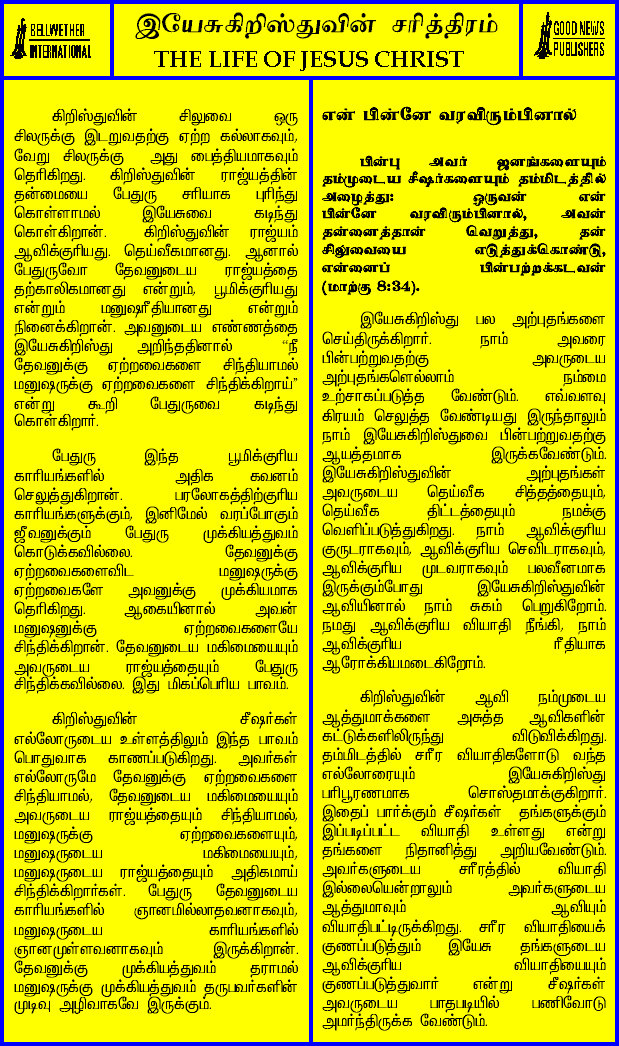 BELLWETHER
INTERNATIONAL
இயேசுகிறிஸ்துவின் சரித்திரம்
THE LIFE OF JESUS CHRIST
GOOD NEWS
PUBLISHERS
கிறிஸ்துவின் சிலுவை ஒரு
சிலருக்கு இடறுவதற்கு ஏற்ற கல்லாகவும்,
வேறு சிலருக்கு அது பைத்தியமாகவும்
தெரிகிறது. கிறிஸ்துவின் ராஜ்யத்தின்
தன்மையை பேதுரு சரியாக புரிந்து
கொள்ளாமல் இயேசுவை கடிந்து
கொள்கிறான். கிறிஸ்துவின் ராஜ்யம்
ஆவிக்குரியது. தெய்வீகமானது. ஆனால்
பேதுருவோ தேவனுடைய ராஜ்யத்தை
தற்காலிகமானது என்றும், பூமிக்குரியது
என்றும் மனுஷரீதியானது என்றும்
நினைக்கிறான். அவனுடைய எண்ணத்தை
இயேசுகிறிஸ்து அறிந்ததினால் “நீ
தேவனுக்கு ஏற்றவைகளை சிந்தியாமல்
மனுஷருக்கு ஏற்றவைகளை சிந்திக்கிறாய்”
என்று கூறி பேதுருவை கடிந்து
கொள்கிறார்.
பேதுரு இந்த பூமிக்குரிய
காரியங்களில் அதிக கவனம்
செலுத்துகிறான். பரலோகத்திற்குரிய
காரியங்களுக்கும், இனிமேல் வரப்போகும்
ஜீவனுக்கும் பேதுரு முக்கியத்துவம்
கொடுக்கவில்லை. தேவனுக்கு
ஏற்றவைகளைவிட மனுஷருக்கு
ஏற்றவைகளே அவனுக்கு முக்கியமாக
தெரிகிறது. ஆகையினால் அவன்
மனுஷனுக்கு ஏற்றவைகளையே
சிந்திக்கிறான். தேவனுடைய மகிமையையும்
அவருடைய ராஜ்யத்தையும் பேதுரு
சிந்திக்கவில்லை. இது மிகப்பெரிய பாவம்.
கிறிஸ்துவின் சீஷர்கள்
எல்லோருடைய உள்ளத்திலும் இந்த பாவம்
பொதுவாக காணப்படுகிறது. அவர்கள்
எல்லோருமே தேவனுக்கு ஏற்றவைகளை
சிந்தியாமல், தேவனுடைய மகிமையையும்
அவருடைய ராஜ்யத்தையும் சிந்தியாமல்,
மனுஷருக்கு ஏற்றவைகளையும்,
மனுஷருடைய மகிமையையும்,
மனுஷருடைய ராஜ்யத்தையும் அதிகமாய்
சிந்திக்கிறார்கள். பேதுரு தேவனுடைய
காரியங்களில் ஞானமில்லாதவனாகவும்,
மனுஷருடைய காரியங்களில்
ஞானமுள்ளவனாகவும் இருக்கிறான்.
தேவனுக்கு முக்கியத்துவம் தராமல்
மனுஷருக்கு முக்கியத்துவம் தருபவர்களின்
முடிவு அழிவாகவே இருக்கும்.
என் பின்னே வரவிரும்பினால்
பின்பு அவர் ஜனங்களையும்
தம்முடைய சீஷர்களையும் தம்மிடத்தில்
அழைத்து: ஒருவன் என்
பின்னே வரவிரும்பினால், அவன்
தன்னைத்தான் வெறுத்து, தன்
சிலுவையை எடுத்துக்கொண்டு,
என்னைப் பின்பற்றக்கடவன்
(மாற்கு 8:34).
இயேசுகிறிஸ்து பல அற்புதங்களை
செய்திருக்கிறார். நாம் அவரை
பின்பற்றுவதற்கு அவருடைய
அற்புதங்களெல்லாம் நம்மை
உற்சாகப்படுத்த வேண்டும். எவ்வளவு
கிரயம் செலுத்த வேண்டியது இருந்தாலும்
நாம் இயேசுகிறிஸ்துவை பின்பற்றுவதற்கு
ஆயத்தமாக இருக்கவேண்டும்.
இயேசுகிறிஸ்துவின் அற்புதங்கள்
அவருடைய தெய்வீக சித்தத்தையும்,
தெய்வீக திட்டத்தையும் நமக்கு
வெளிப்படுத்துகிறது. நாம் ஆவிக்குரிய
குருடராகவும், ஆவிக்குரிய செவிடராகவும்,
ஆவிக்குரிய முடவராகவும் பலவீனமாக
இருக்கும்போது இயேசுகிறிஸ்துவின்
ஆவியினால் நாம் சுகம் பெறுகிறோம்.
நமது ஆவிக்குரிய வியாதி நீங்கி, நாம்
ஆவிக்குரிய ரீதியாக
ஆரோக்கியமடைகிறோம்.
கிறிஸ்துவின் ஆவி நம்முடைய
ஆத்துமாக்களை அசுத்த ஆவிகளின்
கட்டுக்களிலிருந்து விடுவிக்கிறது.
தம்மிடத்தில் சரீர வியாதிகளோடு வந்த
எல்லோரையும் இயேசுகிறிஸ்து
பரிபூரணமாக சொஸ்தமாக்குகிறார்.
இதைப் பார்க்கும் சீஷர்கள் தங்களுக்கும்
இப்படிப்பட்ட வியாதி உள்ளது என்று
தங்களை நிதானித்து அறியவேண்டும்.
அவர்களுடைய சரீரத்தில் வியாதி
இல்லையென்றாலும் அவர்களுடைய
ஆத்துமாவும் ஆவியும்
வியாதிபட்டிருக்கிறது. சரீர வியாதியைக்
குணப்படுத்தும் இயேசு தங்களுடைய
ஆவிக்குரிய வியாதியையும்
குணப்படுத்துவார் என்று சீஷர்கள்
அவருடைய பாதபடியில் பணிவோடு
அமர்ந்திருக்க வேண்டும்.